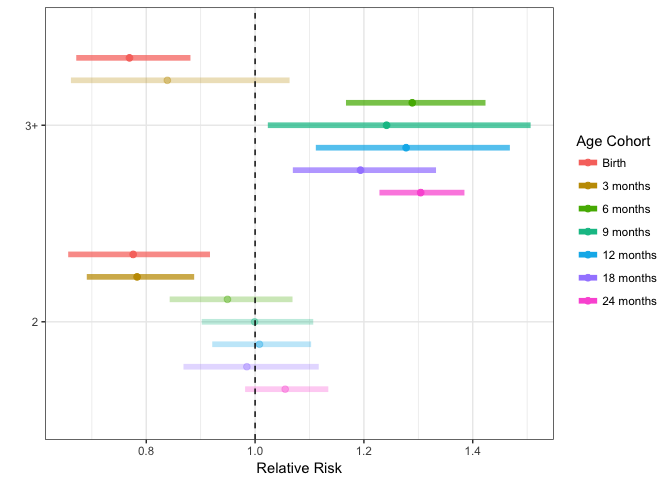 3+
2
0.8
1.0
1.2
1.4
Relative Risk
Age Cohort
Birth
3 months
6 months
9 months
12 months
18 months
24 months